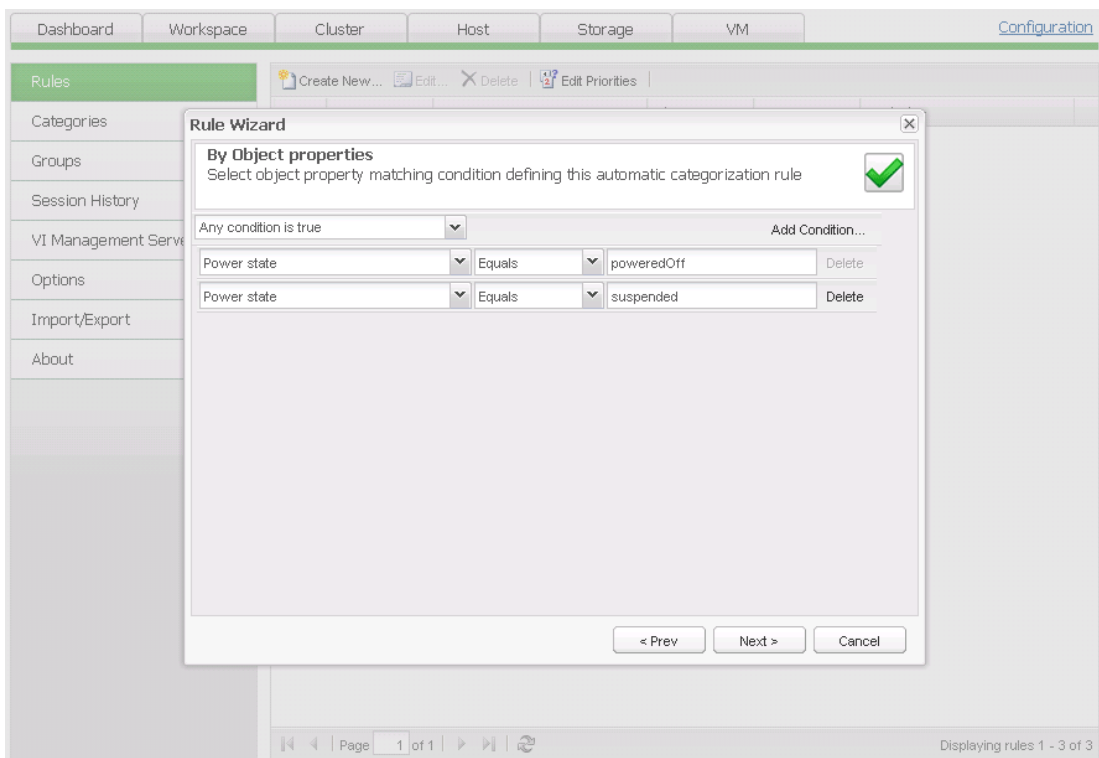 Dashboard Workspace Cluster Host Storage VM Configuration
Rules
Create New... Edit... Delete Edit Priorities
Categories
Groups
Session History
VI Management Serve
Options
Import/Export
About
Rule Wizard
By Object properties
Select object property matching condition defining this automatic categorization rule
Any condition is true Add Condition...
Power state Equals poweredOff Delete
Power state Equals suspended Delete
< Prev Next > Cancel
Page 1 of 1 Displaying rules 1 - 3 of 3